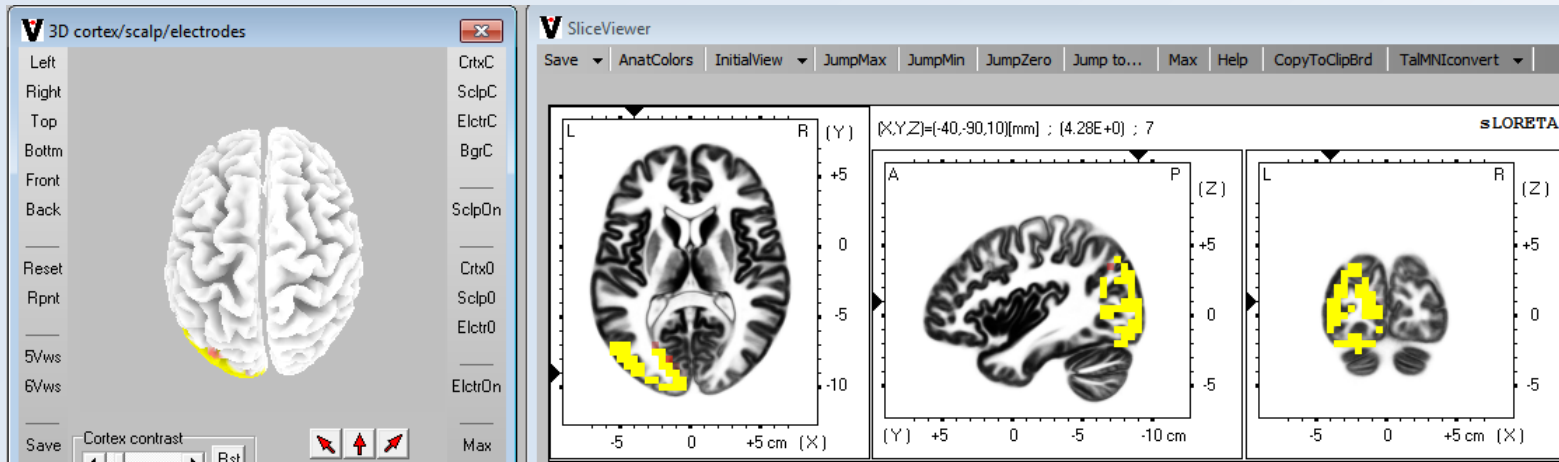 3D cortex/scalp/electrodes
Left
Right
Top
Bottm
Front
Back
Reset
Rpnt
5Vws
6Vws
Save
CrtxC
SclpC
ElctrC
BgrC
SclpOn
Crtx0
Sclp0
Elctr0
ElctrOn
Max
Cortex contrast
Rst
SliceViewer
Save AnatColors InitialView JumpMax JumpMin JumpZero Jump to... Max Help CopyToClipBrd TalMNIconvert
L R (Y)
+5
0
-5
-10
-5 0 +5 cm (X)
(X,Y,Z)=(-40,-90,10)[mm] ; (4.28E+0) ; 7
sLORETA
A P (Z)
+5
0
-5
(Y) +5 0 -5 -10 cm
L R (Z)
+5
0
-5
-5 0 +5 cm (X)